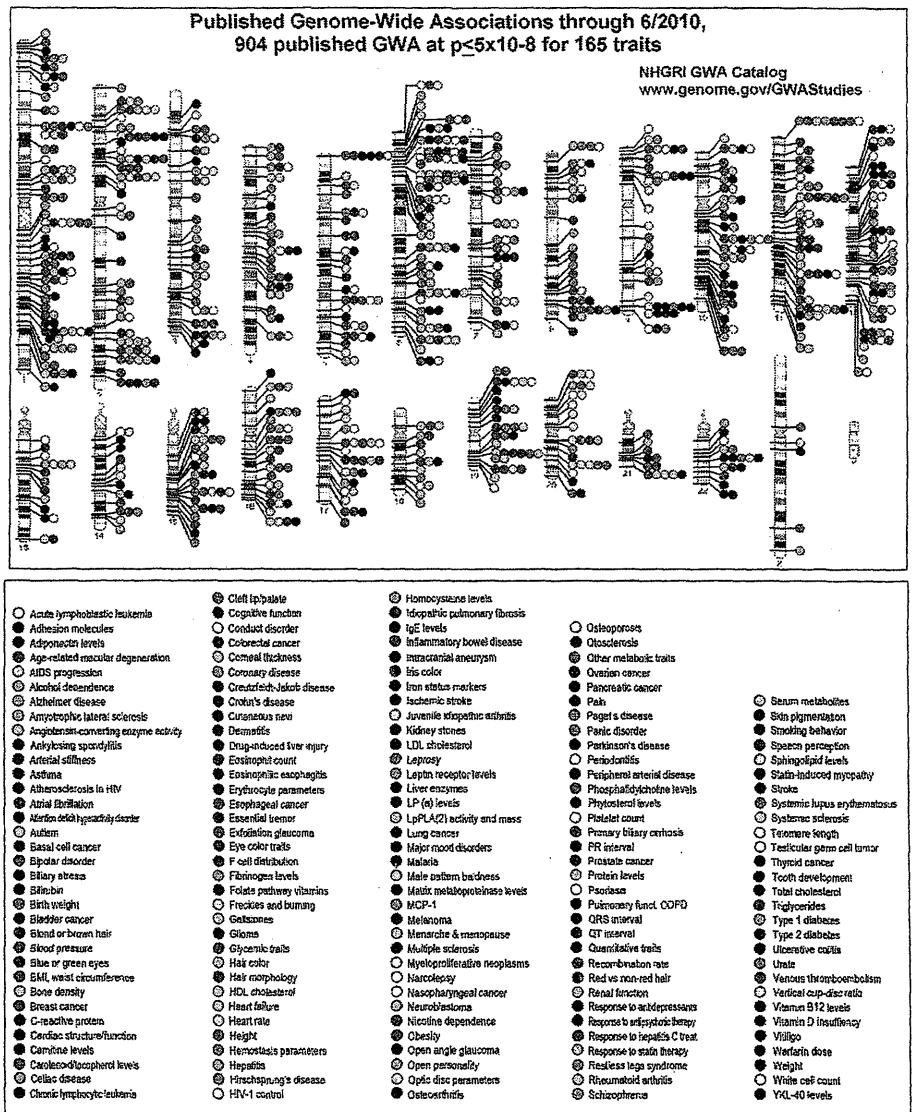 Published Genome-Wide Associations through 6/2010,
904 published GWA at p≤5x10-8 for 165 traits
NHGRI GWA Catalog
www.genome.gov/GWAStudies
Acute lymphoblastic leukemia
Adhesion molecules
Adiponectin levels
Age-related macular degeneration
AIDS progression
Alcohol dependence
Alzheimer disease
Amyotrophic lateral sclerosis
Angiotensin-converting enzyme activity
Ankylosing spondylitis
Arterial stiffness
Asthma
Atherosclerosis in HIV
Atrial fibrillation
Attention deficit hyperactivity disorder
Autism
Basal cell cancer
Bipolar disorder
Biliary atresia
Bilirubin
Birth weight
Bladder cancer
Blond or brown hair
Blood pressure
Blue or green eyes
BMI, waist circumference
Bone density
Breast cancer
C-reactive protein
Cardiac structure/function
Carnitine levels
Carotenoid/tocopherol levels
Celiac disease
Chronic lymphocytic leukemia
Cleft lip/palate
Cognitive function
Conduct disorder
Colorectal cancer
Corneal thickness
Coronary disease
Creutzfeldt-Jakob disease
Crohn's disease
Cutaneous nevi
Dermatitis
Drug-induced liver injury
Eosinophil count
Eosinophilic esophagitis
Erythrocyte parameters
Esophageal cancer
Essential tremor
Exfoliation glaucoma
Eye color traits
F cell distribution
Fibrinogen levels
Folate pathway vitamins
Freckles and burning
Gallstones
Glioma
Glycemic traits
Hair color
Hair morphology
HDL cholesterol
Heart failure
Heart rate
Height
Hemostasis parameters
Hepatitis
Hirschsprung's disease
HIV-1 control
Homocysteine levels
Idiopathic pulmonary fibrosis
IgE levels
Inflammatory bowel disease
Intracranial aneurysm
Iris color
Iron status markers
Ischemic stroke
Juvenile idiopathic arthritis
Kidney stones
LDL cholesterol
Leprosy
Leptin receptor levels
Liver enzymes
LP (a) levels
LpPLA(2) activity and mass
Lung cancer
Major mood disorders
Malaria
Male pattern baldness
Matrix metalloproteinase levels
MCP-1
Melanoma
Menarche & menopause
Multiple sclerosis
Myeloproliferative neoplasms
Narcolepsy
Nasopharyngeal cancer
Neuroblastoma
Nicotine dependence
Obesity
Open angle glaucoma
Open personality
Optic disc parameters
Osteoarthritis
Osteoporosis
Otosclerosis
Other metabolic traits
Ovarian cancer
Pancreatic cancer
Pain
Paget's disease
Panic disorder
Parkinson's disease
Periodontitis
Peripheral arterial disease
Phosphatidylcholine levels
Phytosterol levels
Platelet count
Primary biliary cirrhosis
PR interval
Prostate cancer
Protein levels
Psoriasis
Pulmonary funct. COPD
QRS interval
QT interval
Quantitative traits
Recombination rate
Red vs non-red hair
Renal function
Response to antidepressants
Response to antipsychotic therapy
Response to hepatitis C treat
Response to statin therapy
Restless legs syndrome
Rheumatoid arthritis
Schizophrenia
Serum metabolites
Skin pigmentation
Smoking behavior
Speech perception
Sphingolipid levels
Statin-induced myopathy
Stroke
Systemic lupus erythematosus
Systemic sclerosis
Telomere length
Testicular germ cell tumor
Thyroid cancer
Tooth development
Total cholesterol
Triglycerides
Type 1 diabetes
Type 2 diabetes
Ulcerative colitis
Urate
Venous thromboembolism
Vertical cup-disc ratio
Vitamin B12 levels
Vitamin D insuffiency
Vitiligo
Warfarin dose
Weight
White cell count
YKL-40 levels